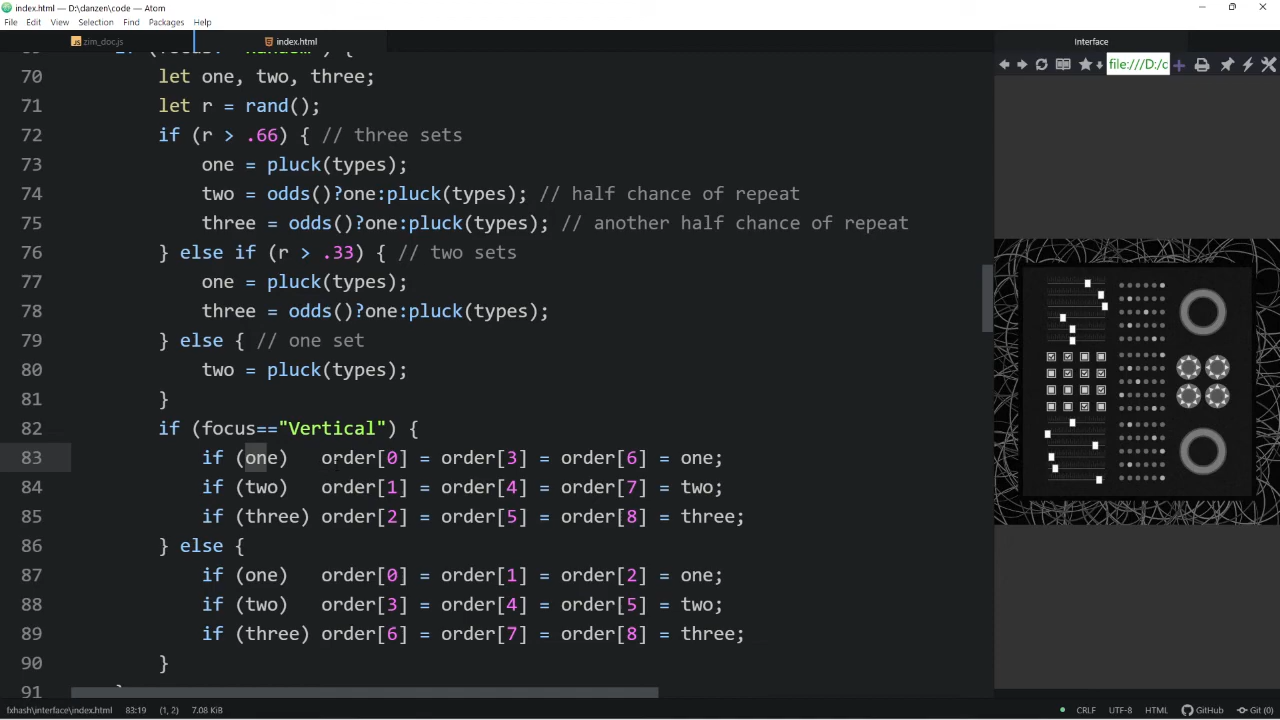 index.html — D:\danzen\code — Atom
File Edit View Selection Find Packages Help
zim_doc.js index.html Interface
file:///D:/c
70 let one, two, three;
71 let r = rand();
72 if (r > .66) { // three sets
73 one = pluck(types);
74 two = odds()?one:pluck(types); // half chance of repeat
75 three = odds()?one:pluck(types); // another half chance of repeat
76 } else if (r > .33) { // two sets
77 one = pluck(types);
78 three = odds()?one:pluck(types);
79 } else { // one set
80 two = pluck(types);
81 }
82 if (focus=="Vertical") {
83 if (one) order[0] = order[3] = order[6] = one;
84 if (two) order[1] = order[4] = order[7] = two;
85 if (three) order[2] = order[5] = order[8] = three;
86 } else {
87 if (one) order[0] = order[1] = order[2] = one;
88 if (two) order[3] = order[4] = order[5] = two;
89 if (three) order[6] = order[7] = order[8] = three;
90 }
91
fxhash\interface\index.html 83:19 (1, 2) 7.08 KiB CRLF UTF-8 HTML GitHub Git (0)